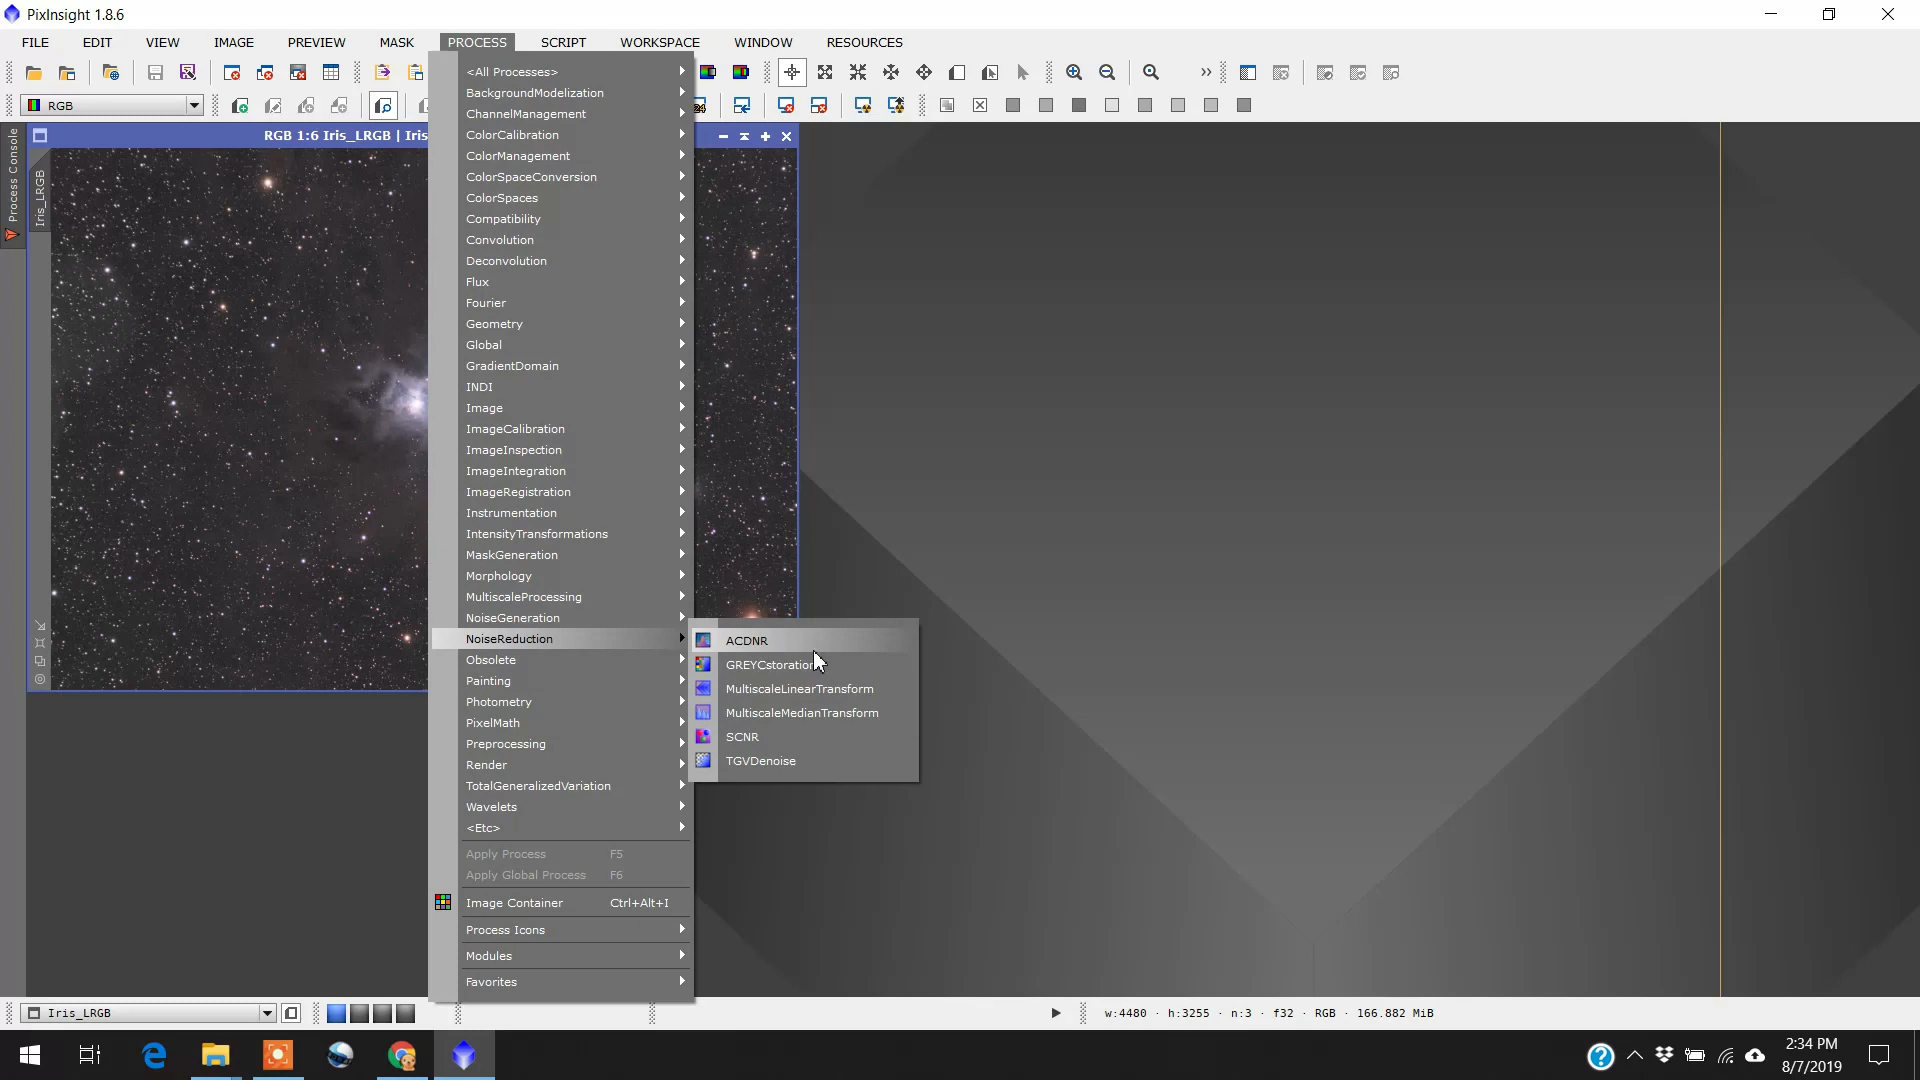 PixInsight 1.8.6
FILE EDIT VIEW IMAGE PREVIEW MASK PROCESS SCRIPT WORKSPACE WINDOW RESOURCES
RGB
RGB 1:6 Iris_LRGB | Iris
Process Console
Iris_LRGB
<All Processes>
BackgroundModelization
ChannelManagement
ColorCalibration
ColorManagement
ColorSpaceConversion
ColorSpaces
Compatibility
Convolution
Deconvolution
Flux
Fourier
Geometry
Global
GradientDomain
INDI
Image
ImageCalibration
ImageInspection
ImageIntegration
ImageRegistration
Instrumentation
IntensityTransformations
MaskGeneration
Morphology
MultiscaleProcessing
NoiseGeneration
NoiseReduction
Obsolete
Painting
Photometry
PixelMath
Preprocessing
Render
TotalGeneralizedVariation
Wavelets
<Etc>
Apply Process F5
Apply Global Process F6
Image Container Ctrl+Alt+I
Process Icons
Modules
Favorites
ACDNR
GREYCstoration
MultiscaleLinearTransform
MultiscaleMedianTransform
SCNR
TGVDenoise
Iris_LRGB
w:4480 · h:3255 · n:3 · f32 · RGB · 166.882 MiB
2:34 PM
8/7/2019